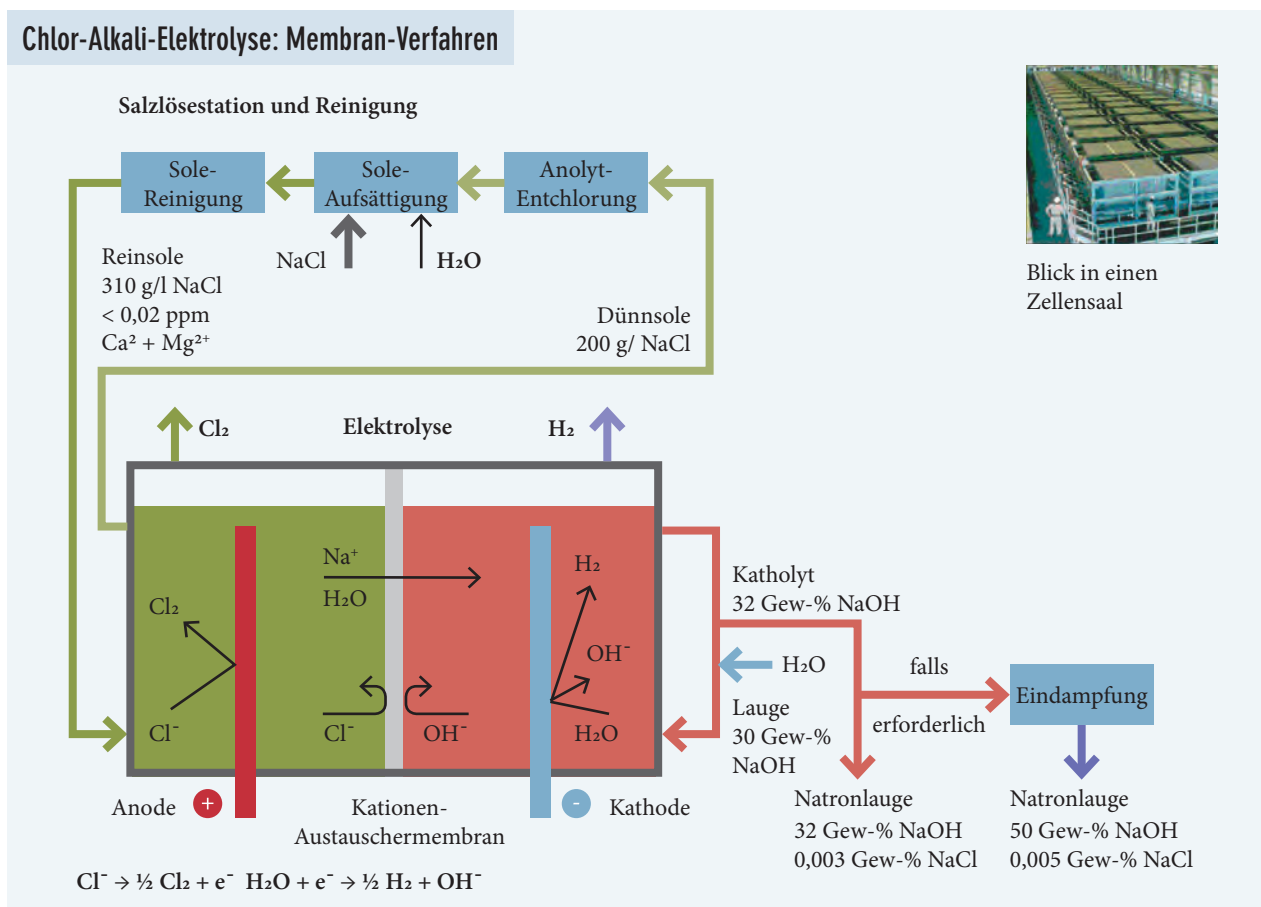 Chlor-Alkali-Elektrolyse: Membran-Verfahren
Salzlösestation und Reinigung
Sole-
Reinigung
Sole-
Aufsättigung
Anolyt-
Entchlorung
Reinsole
310 g/l NaCl
< 0,02 ppm
Ca² + Mg²⁺
NaCl
H₂O
Dünnsole
200 g/ NaCl
Blick in einen
Zellensaal
Cl₂
Elektrolyse
H₂
Na⁺
H₂O
Cl₂
Cl⁻
Cl⁻
OH⁻
H₂
OH⁻
H₂O
Katholyt
32 Gew-% NaOH
H₂O
Lauge
30 Gew-%
NaOH
falls
erforderlich
Eindampfung
Anode +
Kationen-
Austauschermembran
- Kathode
Natronlauge
32 Gew-% NaOH
0,003 Gew-% NaCl
Natronlauge
50 Gew-% NaOH
0,005 Gew-% NaCl
Cl⁻ → ½ Cl₂ + e⁻ H₂O + e⁻ → ½ H₂ + OH⁻